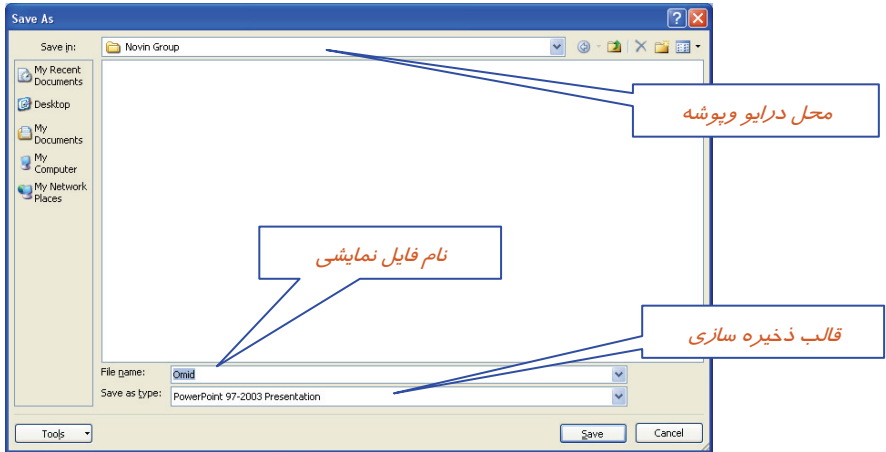 Save As
Save in:
Novin Group
My Recent
Documents
Desktop
My
Documents
My
Computer
My Network
Places
محل درایو وپوشه
نام فایل نمایشی
قالب ذخیره سازی
File name:
Omid
Save as type:
PowerPoint 97-2003 Presentation
Tools
Save
Cancel